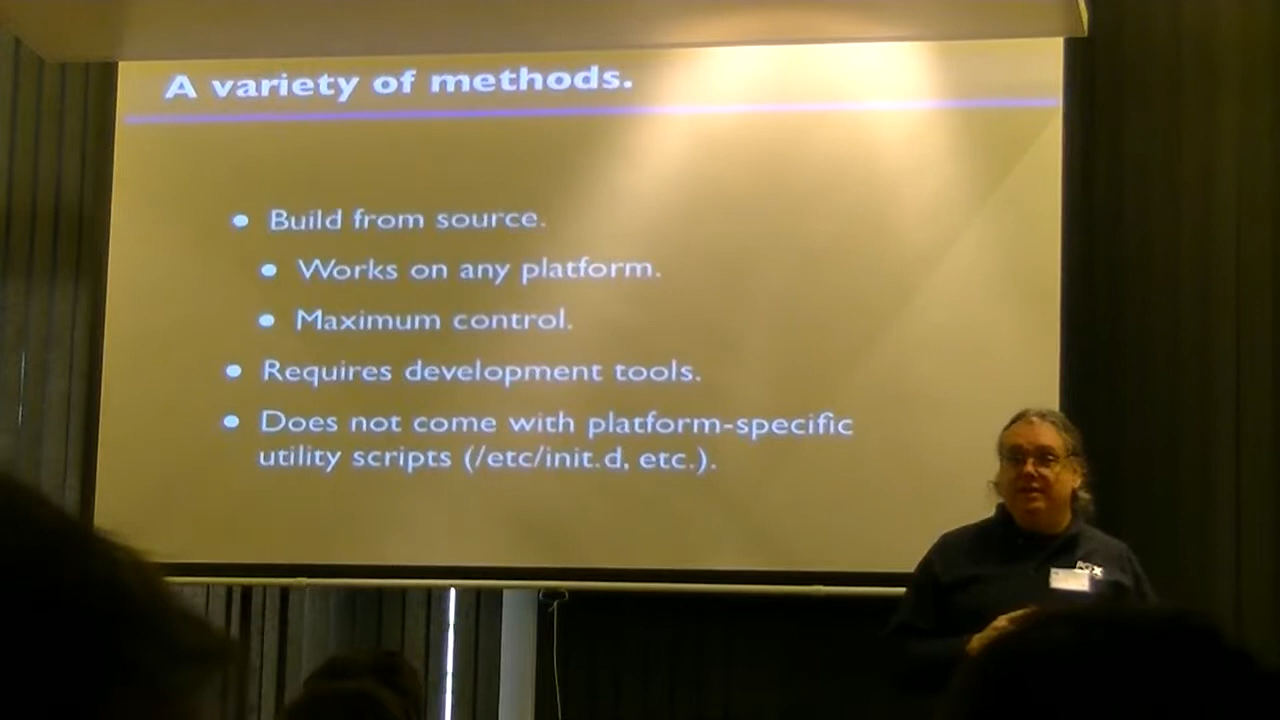 A variety of methods.
Build from source.
Works on any platform.
Maximum control.
Requires development tools.
Does not come with platform-specific
utility scripts (/etc/init.d, etc.).